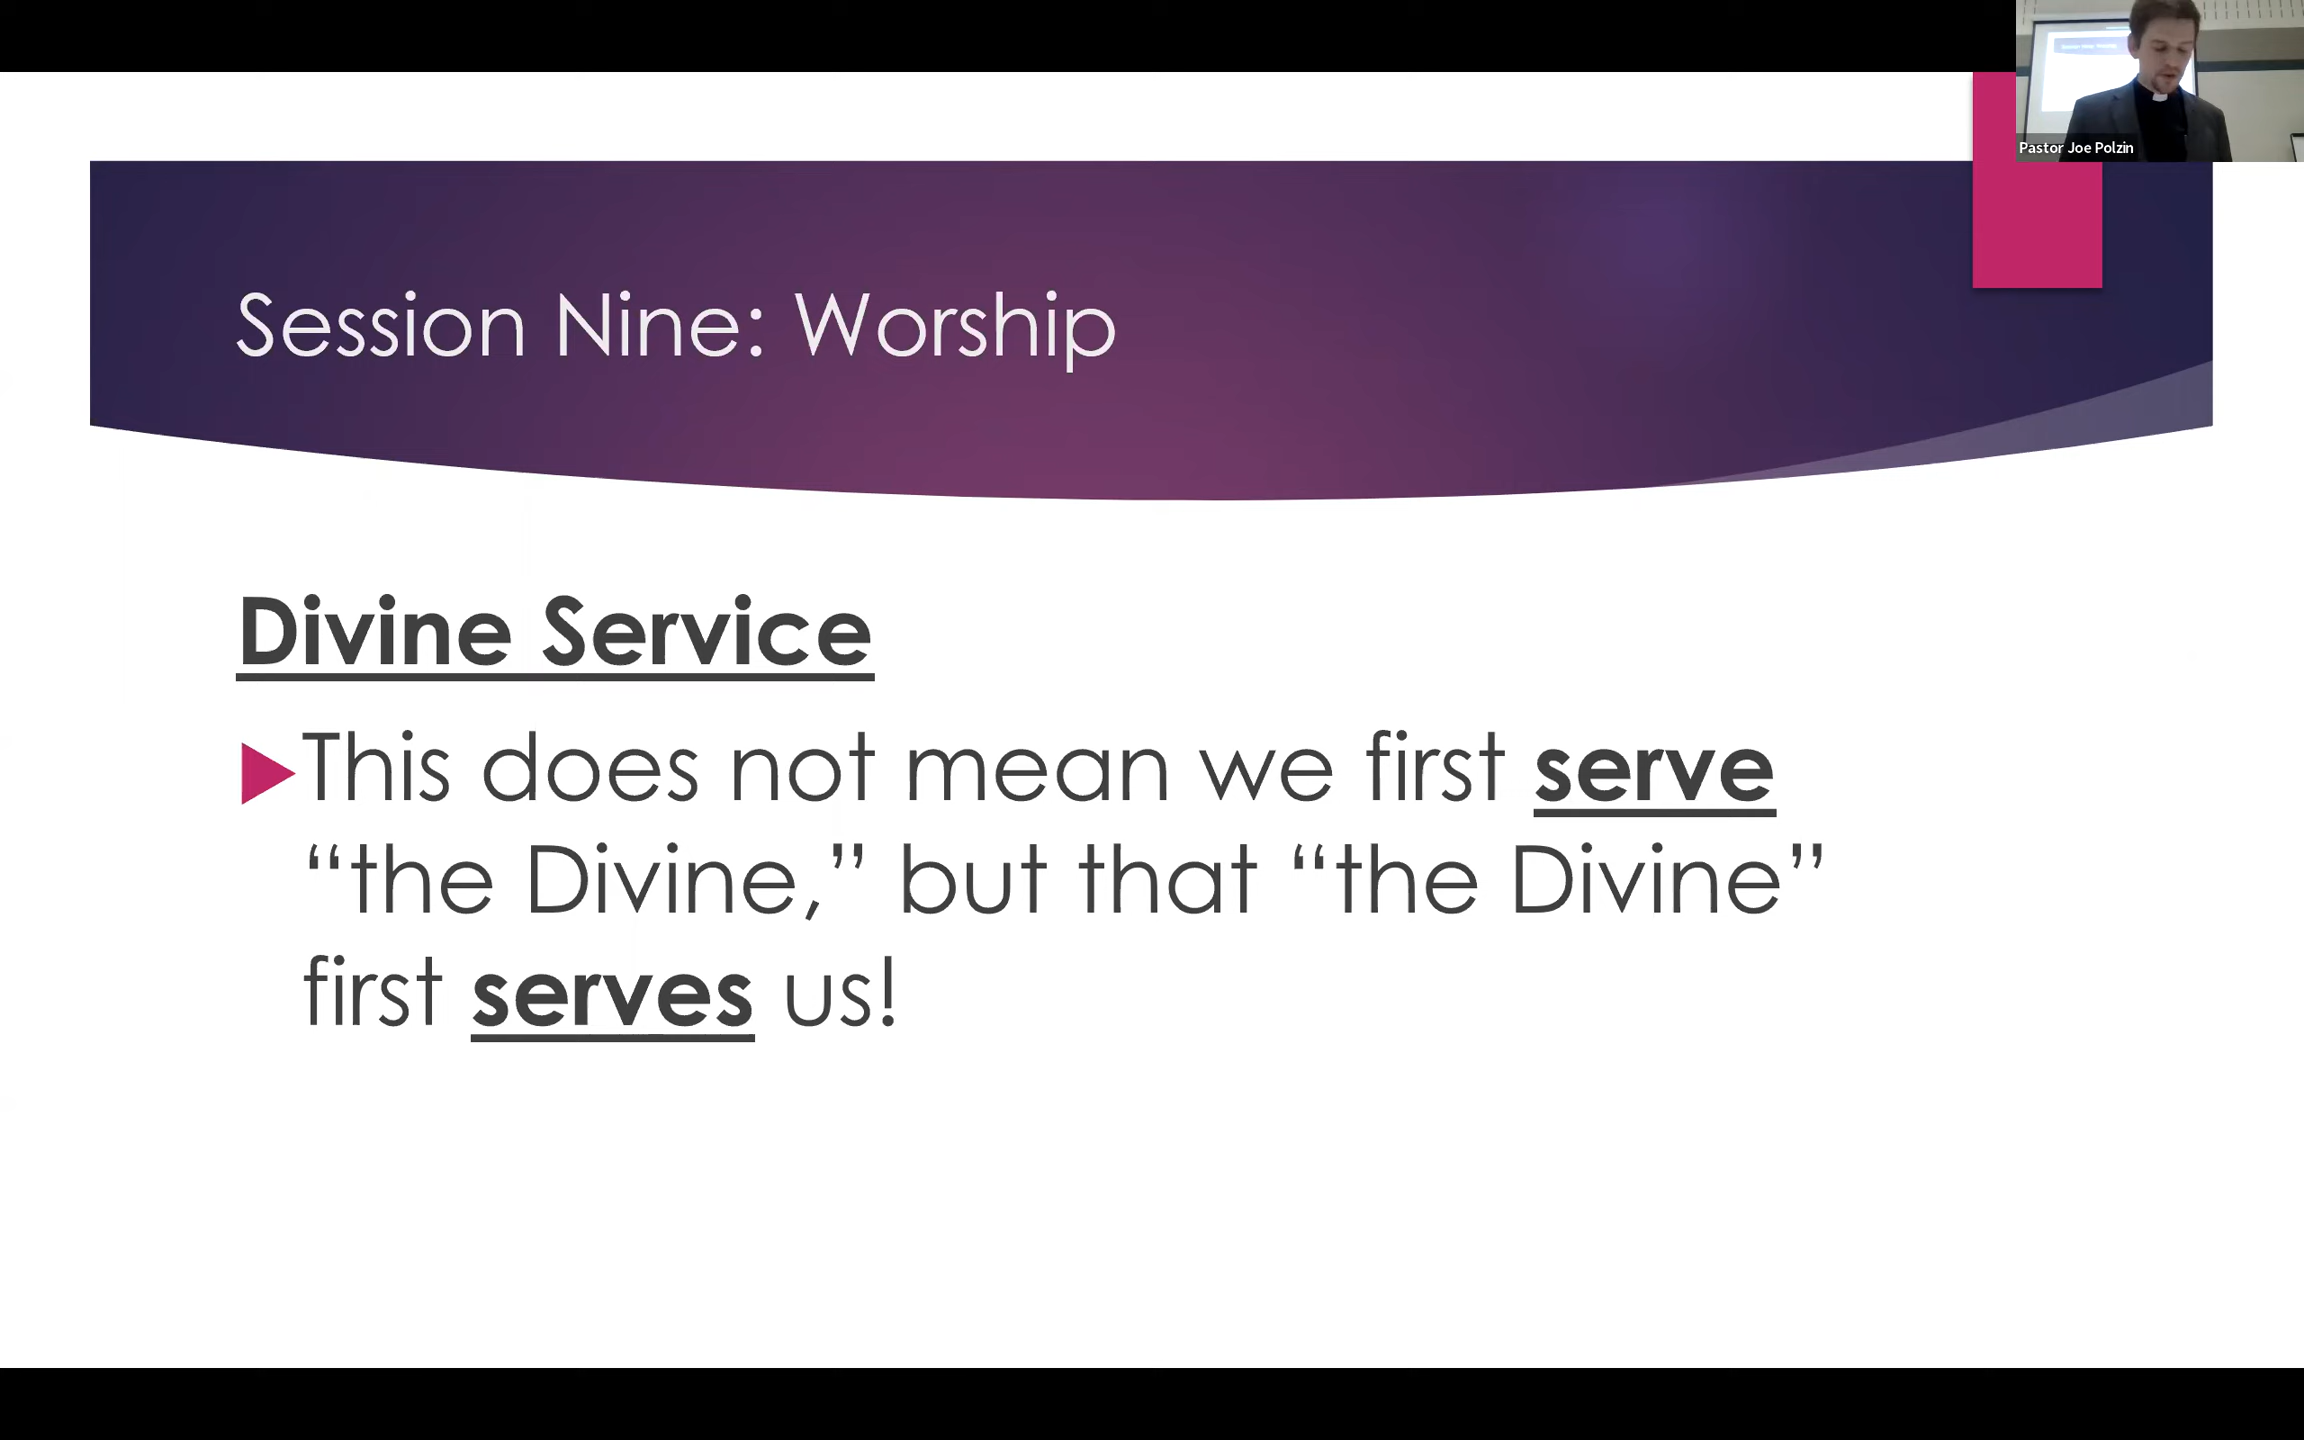 Pastor Joe Polzin
Session Nine: Worship
Divine Service
This does not mean we first serve
“the Divine,” but that “the Divine”
first serves us!